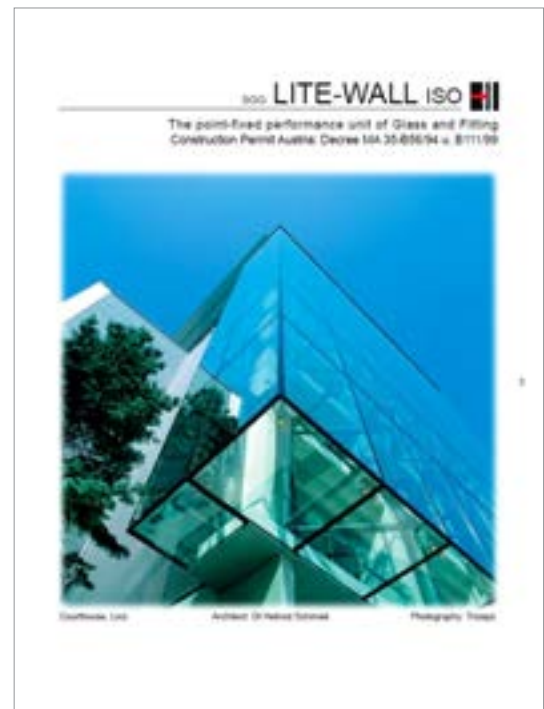 SGG LITE-WALL ISO
The point-fixed performance unit of Glass and Fitting
Construction Permit Austria: Decree MA 35-B56/94 u. B111/99
Courthouse, Linz Architect: DI Helmut Schimek Photography: